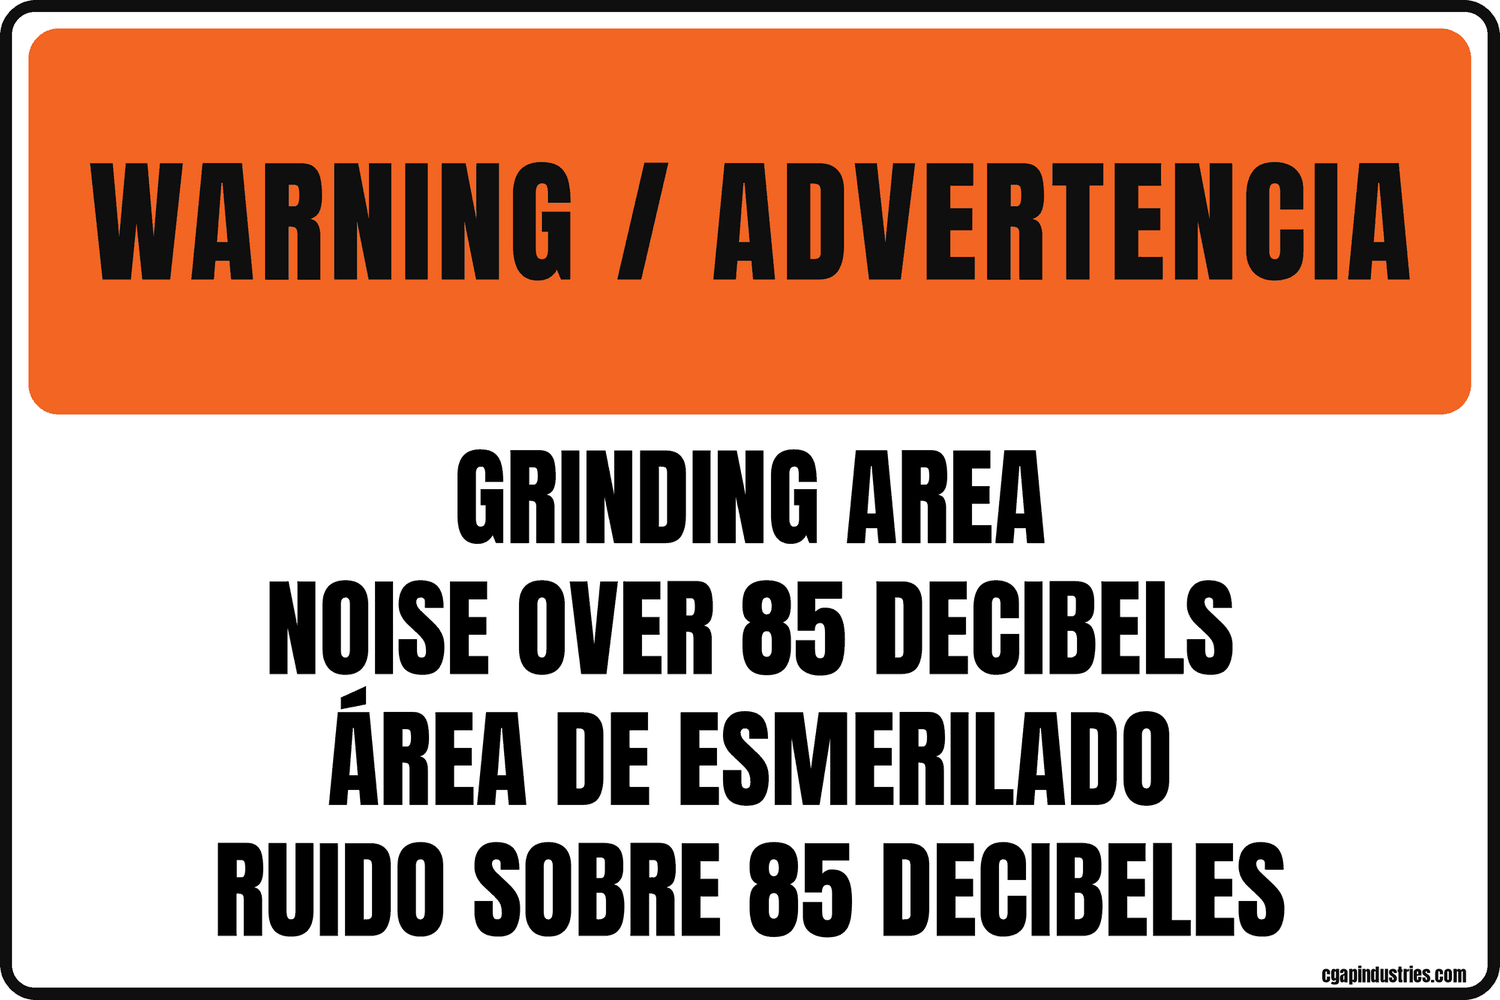 WARNING / ADVERTENCIA
GRINDING AREA
NOISE OVER 85 DECIBELS
ÁREA DE ESMERILADO
RUIDO SOBRE 85 DECIBELES
cgapindustries.com